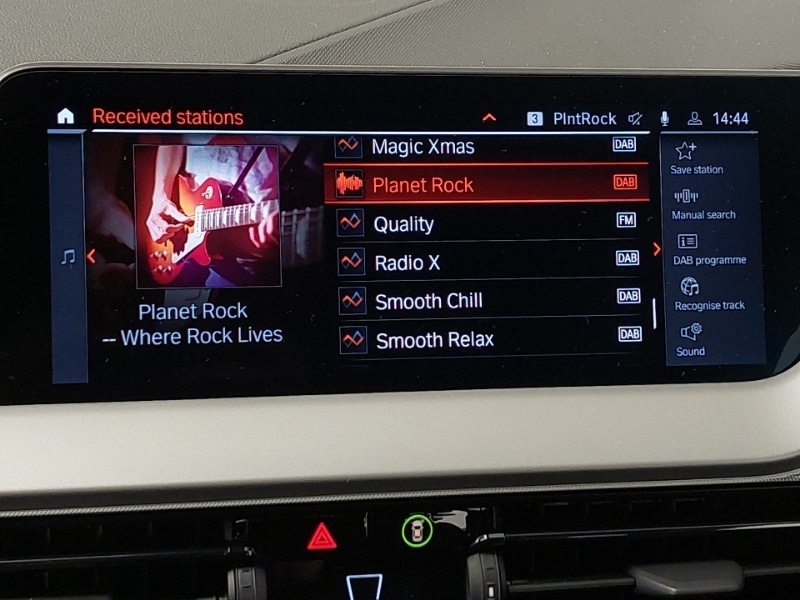 Received stations
3 PlntRock 14:44
Magic Xmas DAB
Planet Rock DAB
Quality FM
Radio X DAB
Smooth Chill DAB
Smooth Relax DAB
Planet Rock
-- Where Rock Lives
Save station
Manual search
DAB programme
Recognise track
Sound